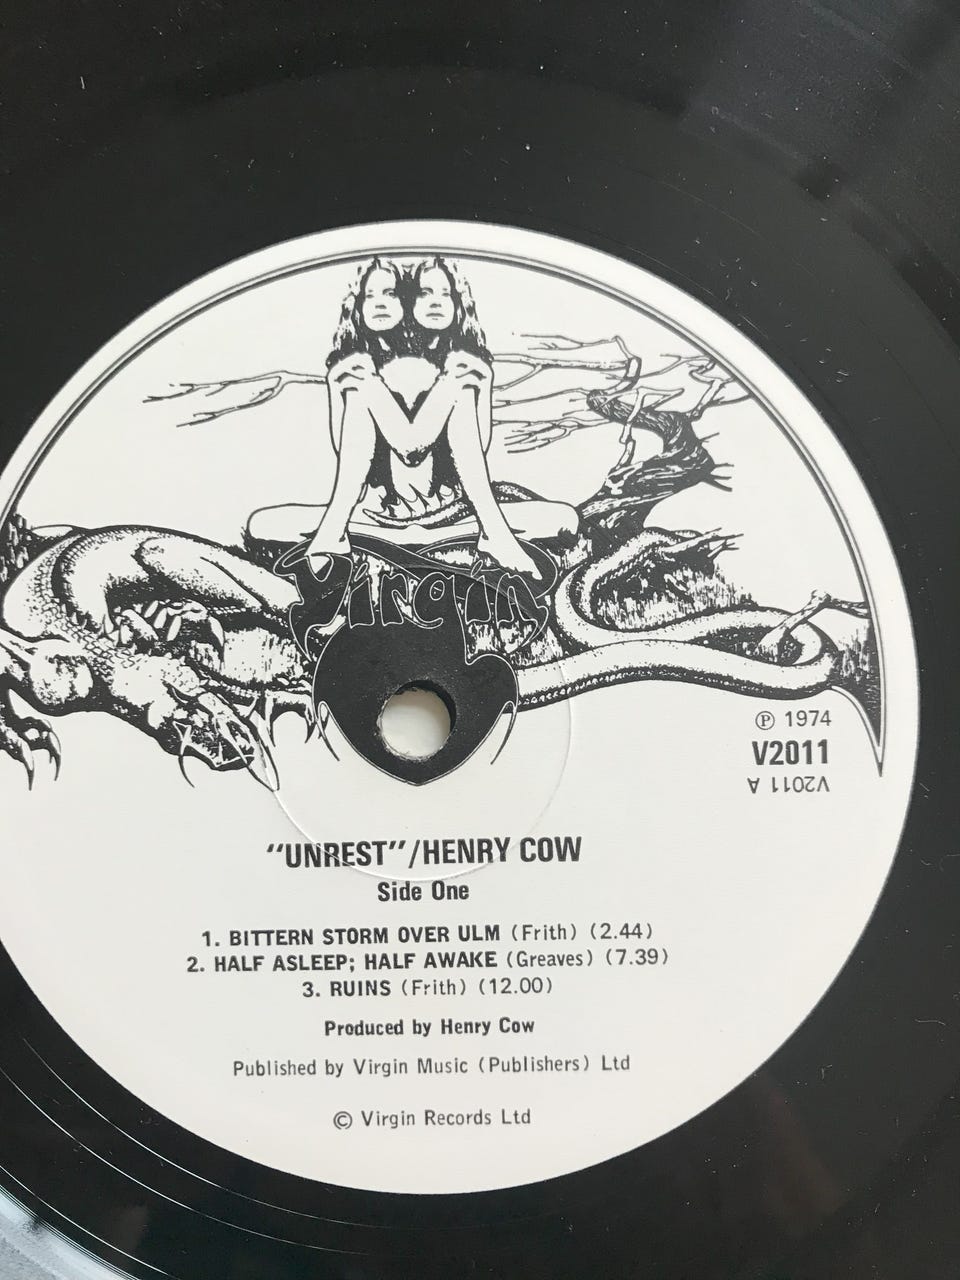 Virgin
℗ 1974
V2011
V2011 A
"UNREST"/HENRY COW
Side One
1. BITTERN STORM OVER ULM (Frith) (2.44)
2. HALF ASLEEP; HALF AWAKE (Greaves) (7.39)
3. RUINS (Frith) (12.00)
Produced by Henry Cow
Published by Virgin Music (Publishers) Ltd
© Virgin Records Ltd